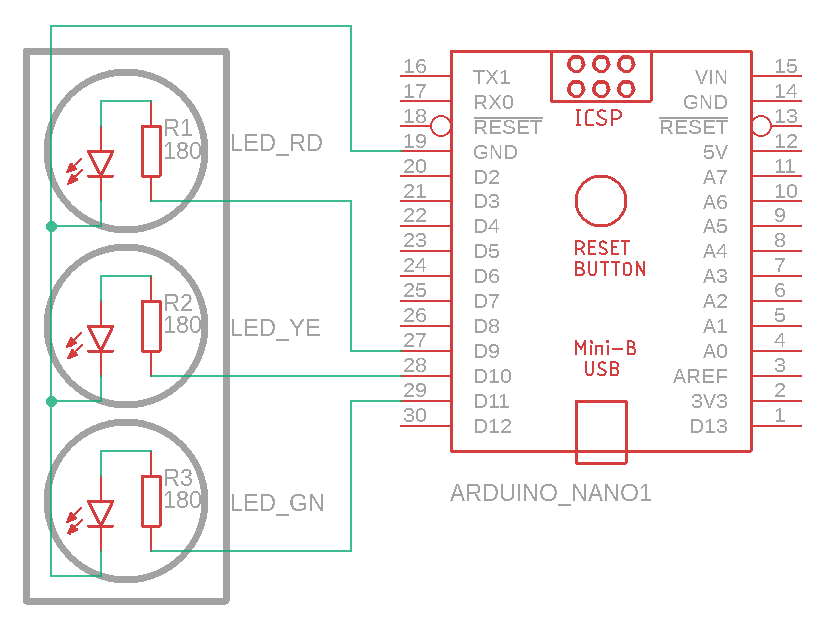 R1
180
LED_RD
R2
180
LED_YE
R3
180
LED_GN
16
17
18
19
20
21
22
23
24
25
26
27
28
29
30
TX1
RX0
RESET
GND
D2
D3
D4
D5
D6
D7
D8
D9
D10
D11
D12
ICSP
RESET
BUTTON
Mini-B
USB
VIN
GND
RESET
5V
A7
A6
A5
A4
A3
A2
A1
A0
AREF
3V3
D13
15
14
13
12
11
10
9
8
7
6
5
4
3
2
1
ARDUINO_NANO1